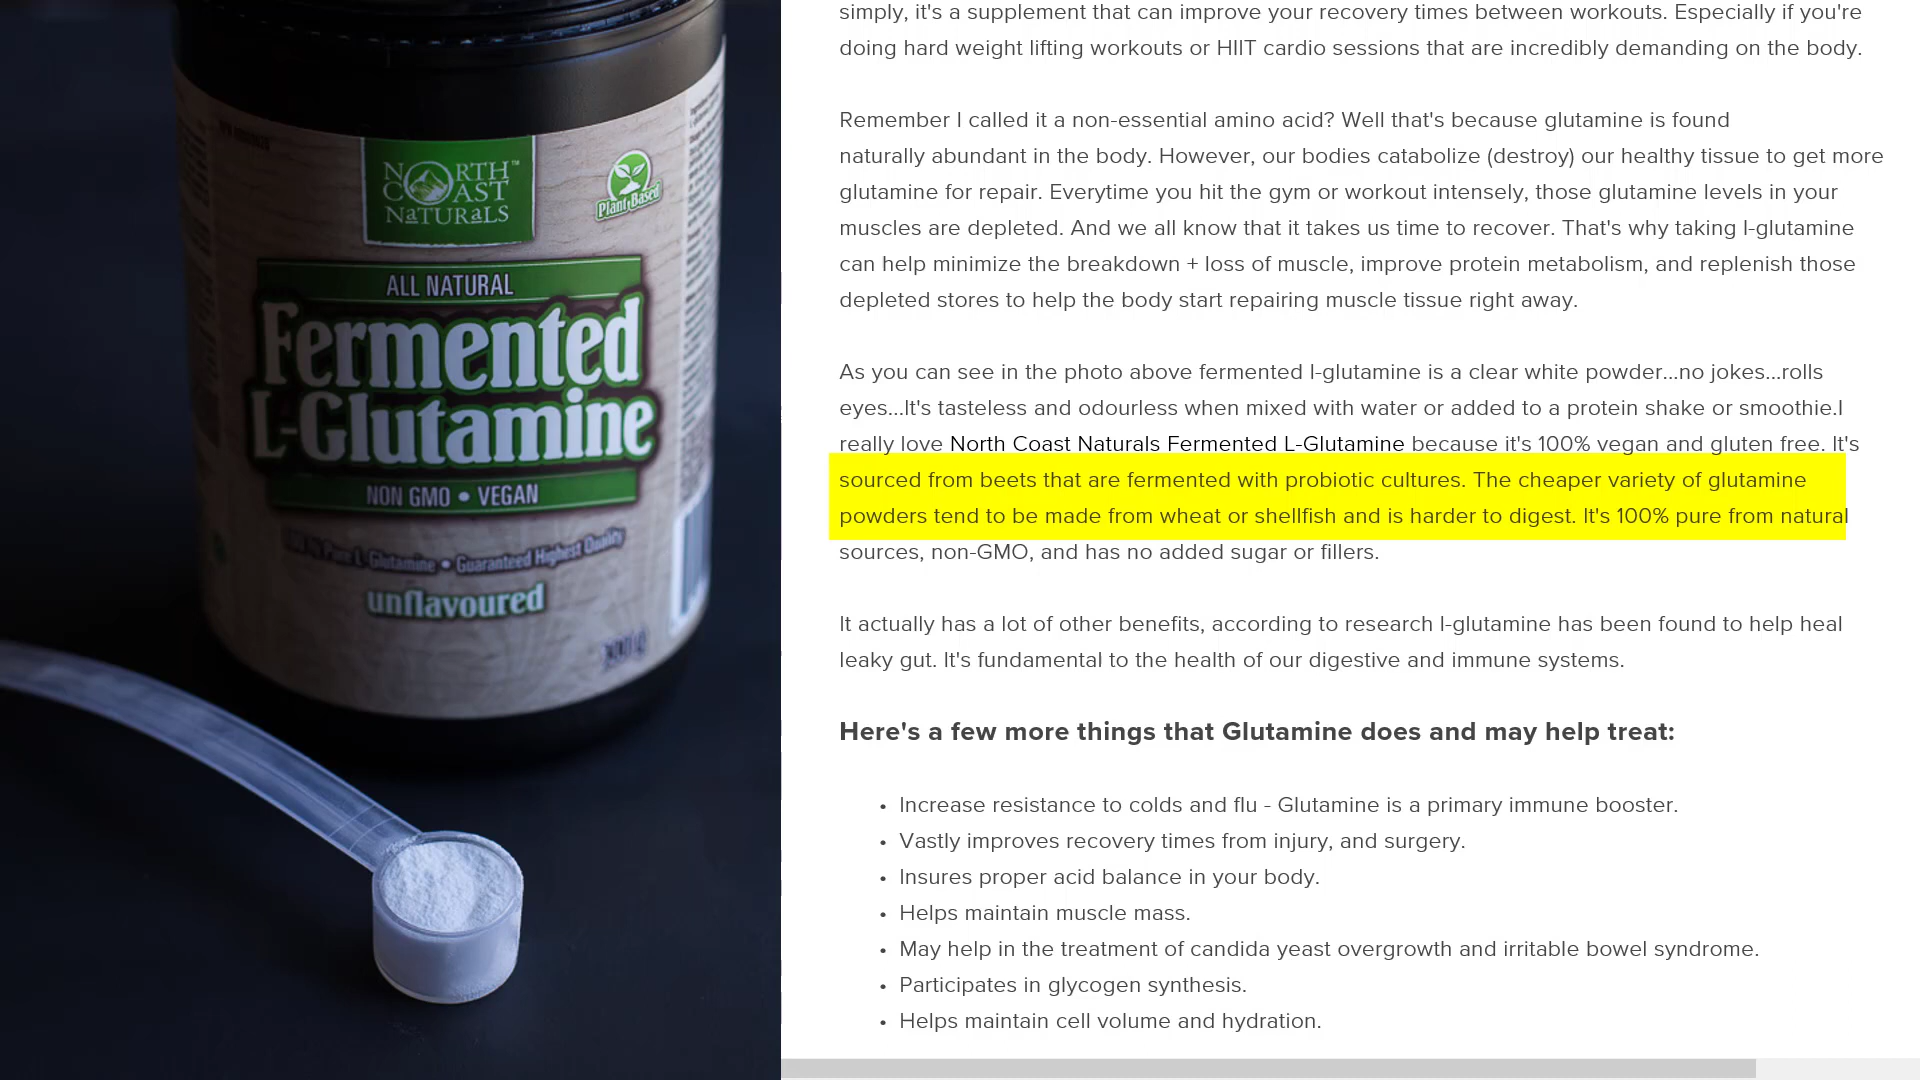 NORTH
COAST
NaTURaLS
™
Plant Based
ALL NATURAL
Fermented
L-Glutamine
NON GMO • VEGAN
Pure L-Glutamine • Guaranteed Highest Quality
unflavoured
simply, it's a supplement that can improve your recovery times between workouts. Especially if you're
doing hard weight lifting workouts or HIIT cardio sessions that are incredibly demanding on the body.
Remember I called it a non-essential amino acid? Well that's because glutamine is found
naturally abundant in the body. However, our bodies catabolize (destroy) our healthy tissue to get more
glutamine for repair. Everytime you hit the gym or workout intensely, those glutamine levels in your
muscles are depleted. And we all know that it takes us time to recover. That's why taking l-glutamine
can help minimize the breakdown + loss of muscle, improve protein metabolism, and replenish those
depleted stores to help the body start repairing muscle tissue right away.
As you can see in the photo above fermented l-glutamine is a clear white powder...no jokes...rolls
eyes...It's tasteless and odourless when mixed with water or added to a protein shake or smoothie.I
really love North Coast Naturals Fermented L-Glutamine because it's 100% vegan and gluten free. It's
sourced from beets that are fermented with probiotic cultures. The cheaper variety of glutamine
powders tend to be made from wheat or shellfish and is harder to digest. It's 100% pure from natural
sources, non-GMO, and has no added sugar or fillers.
It actually has a lot of other benefits, according to research l-glutamine has been found to help heal
leaky gut. It's fundamental to the health of our digestive and immune systems.
Here's a few more things that Glutamine does and may help treat:
• Increase resistance to colds and flu - Glutamine is a primary immune booster.
• Vastly improves recovery times from injury, and surgery.
• Insures proper acid balance in your body.
• Helps maintain muscle mass.
• May help in the treatment of candida yeast overgrowth and irritable bowel syndrome.
• Participates in glycogen synthesis.
• Helps maintain cell volume and hydration.